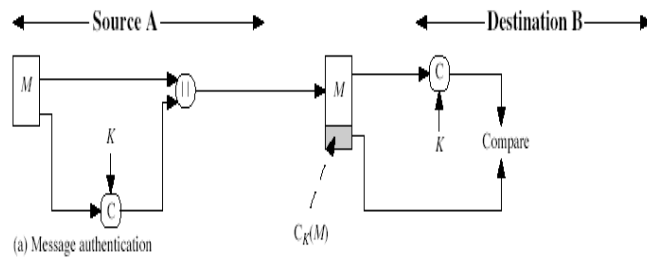 Source A
Destination B
M
||
M
C
K
K
Compare
C
C_K(M)
(a) Message authentication